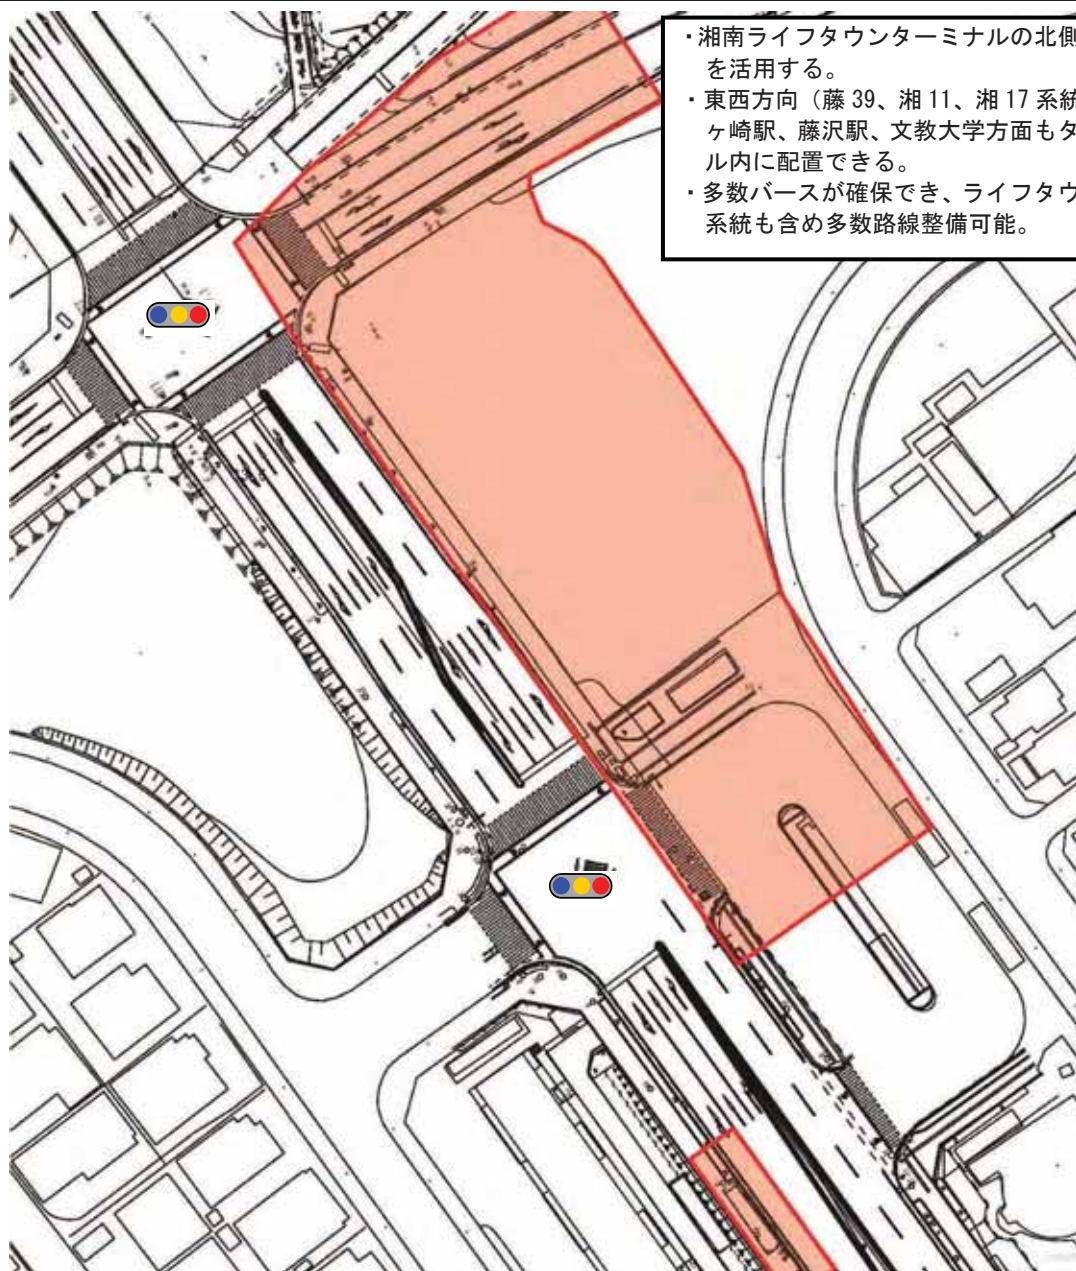 ・湘南ライフタウンターミナルの北側
を活用する。
・東西方向（藤 39、湘 11、湘 17 系統
ヶ崎駅、藤沢駅、文教大学方面もタ
ル内に配置できる。
・多数バースが確保でき、ライフタウ
系統も含め多数路線整備可能。